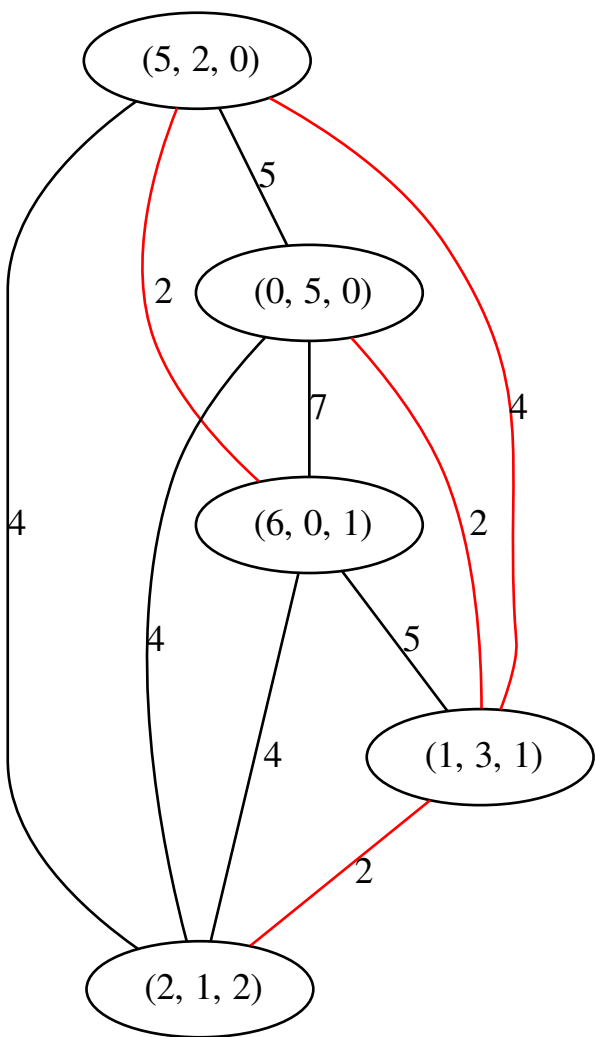 (5, 2, 0)
5
2
(0, 5, 0)
7
4
4
(6, 0, 1)
2
4
5
4
(1, 3, 1)
2
(2, 1, 2)